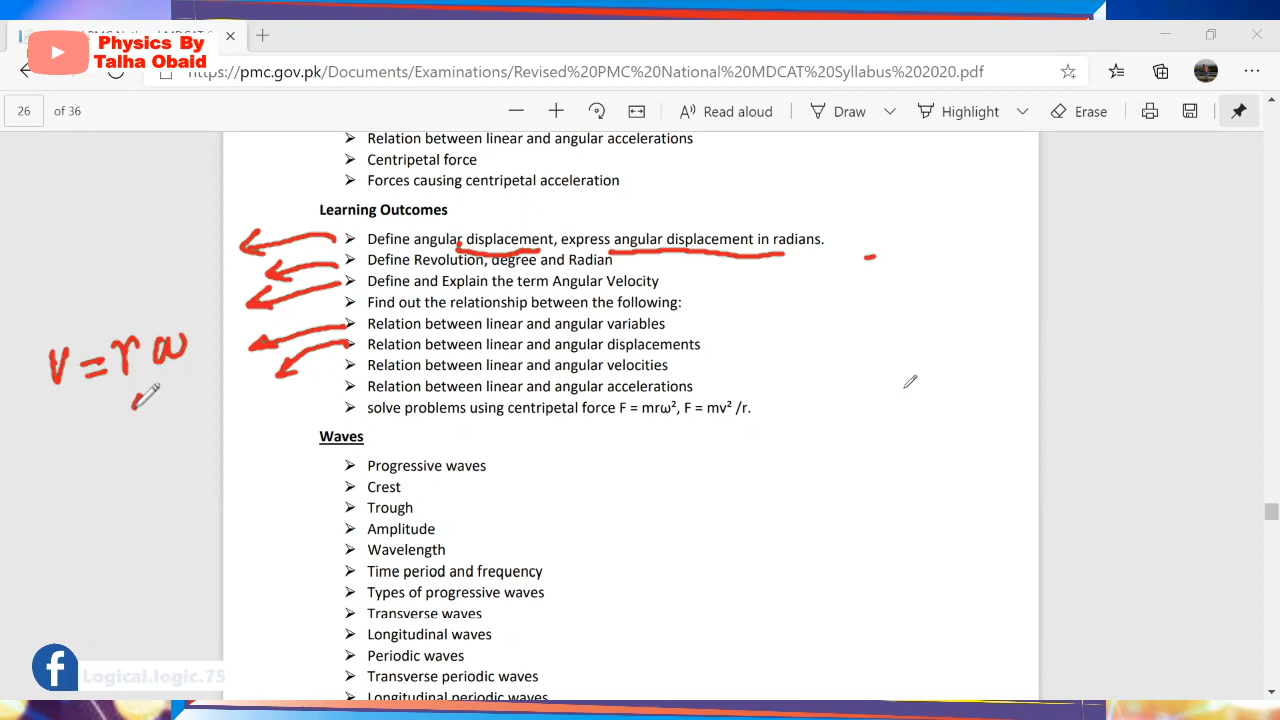 Physics By
Talha Obaid
https://pmc.gov.pk/Documents/Examinations/Revised%20PMC%20National%20MDCAT%20Syllabus%202020.pdf
26 of 36
Read aloud
Draw
Highlight
Erase
➢ Relation between linear and angular accelerations
➢ Centripetal force
➢ Forces causing centripetal acceleration
Learning Outcomes
➢ Define angular displacement, express angular displacement in radians.
➢ Define Revolution, degree and Radian
➢ Define and Explain the term Angular Velocity
➢ Find out the relationship between the following:
➢ Relation between linear and angular variables
➢ Relation between linear and angular displacements
➢ Relation between linear and angular velocities
➢ Relation between linear and angular accelerations
➢ solve problems using centripetal force F = mrω², F = mv² /r.
v = r ω
Waves
➢ Progressive waves
➢ Crest
➢ Trough
➢ Amplitude
➢ Wavelength
➢ Time period and frequency
➢ Types of progressive waves
➢ Transverse waves
➢ Longitudinal waves
➢ Periodic waves
➢ Transverse periodic waves
➢ Longitudinal periodic waves
Logical.logic.75